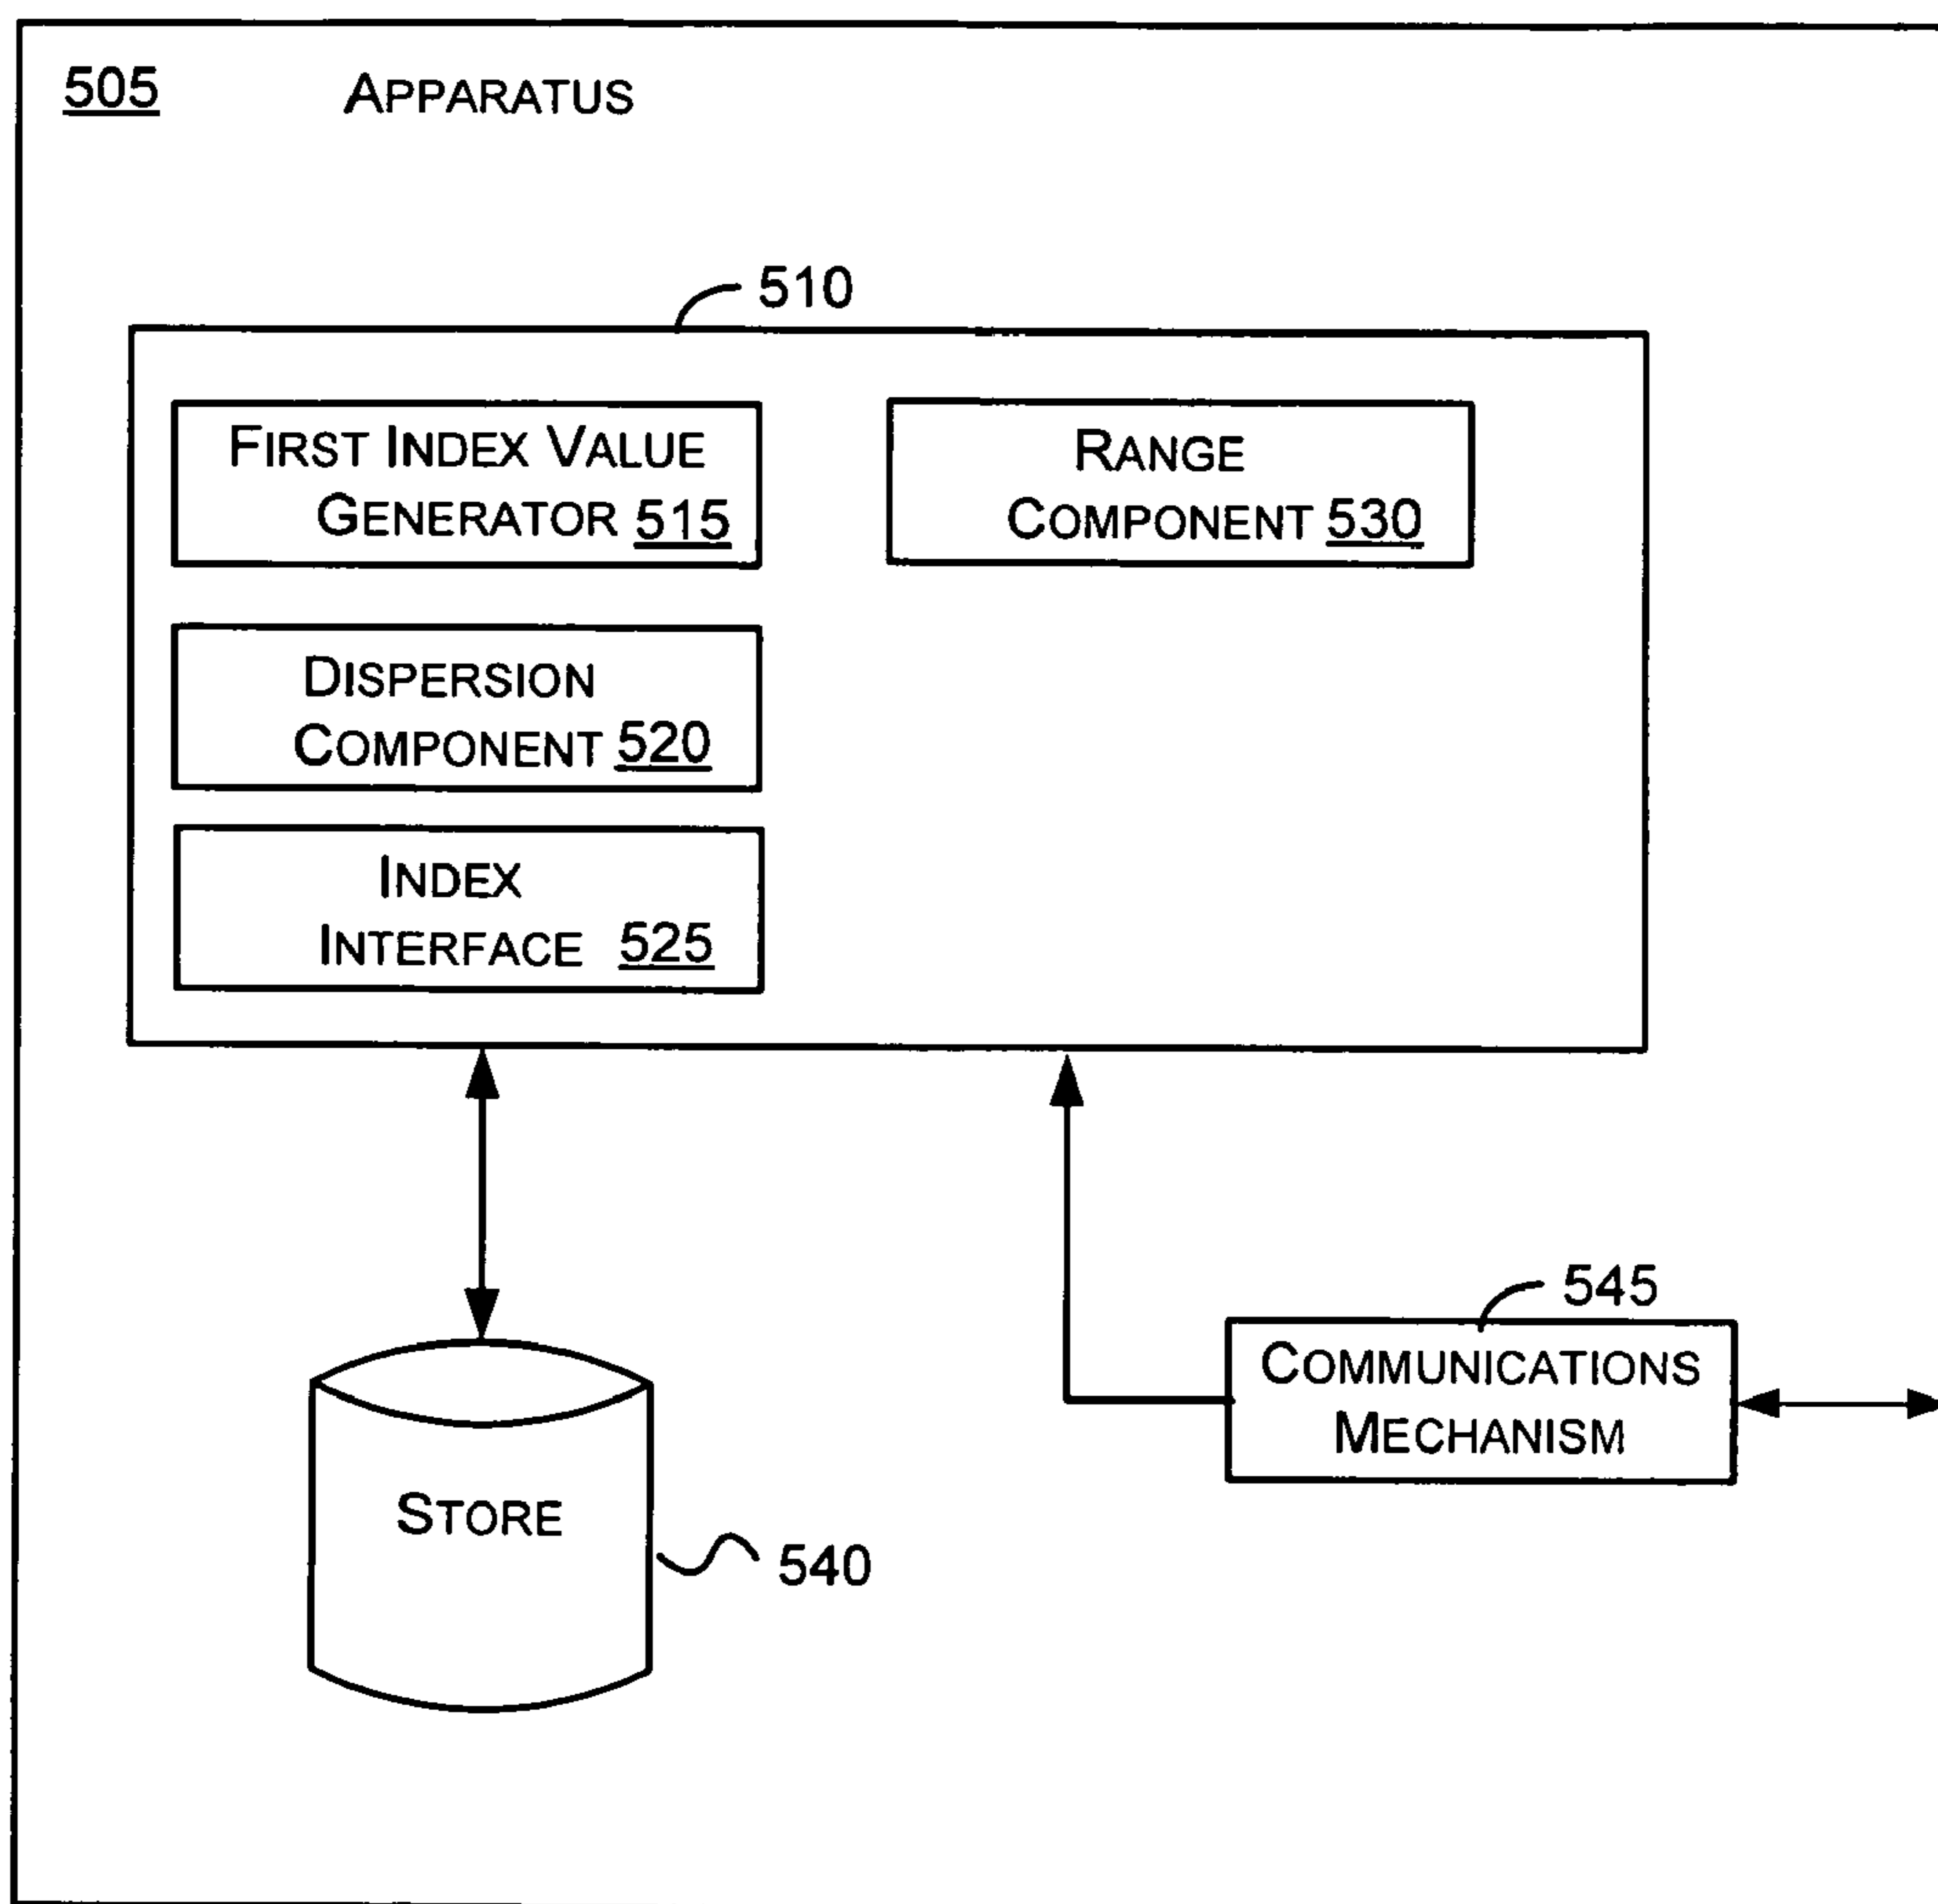 505 APPARATUS
510
FIRST INDEX VALUE
GENERATOR 515
RANGE
COMPONENT 530
DISPERSION
COMPONENT 520
INDEX
INTERFACE 525
545
COMMUNICATIONS
MECHANISM
STORE
540